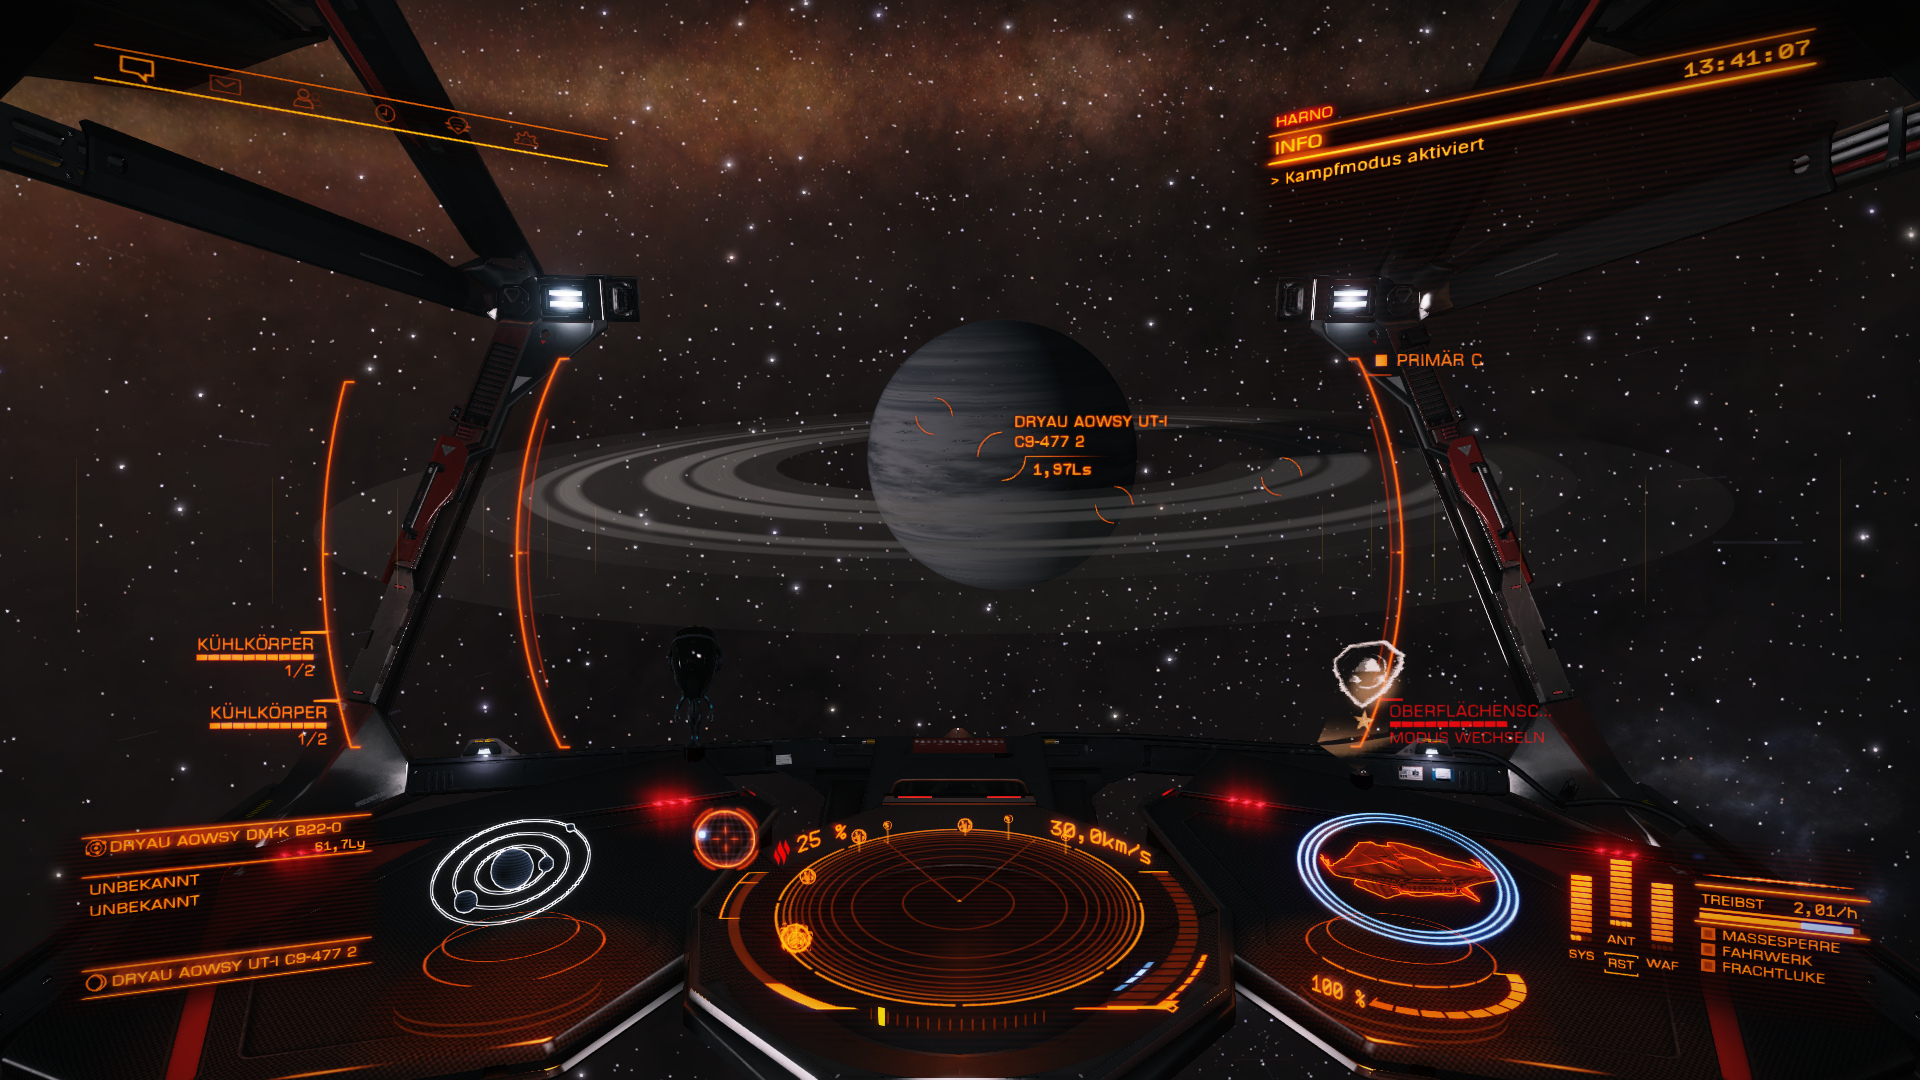 13:41:07
HARNO
INFO
> Kampfmodus aktiviert
PRIMÄR C
DRYAU AOWSY UT-I
C9-477 2
1,97Ls
KÜHLKÖRPER
1/2
KÜHLKÖRPER
1/2
OBERFLÄCHENSC...
MODUS WECHSELN
DRYAU AOWSY DM-K B22-0
61,7Ly
UNBEKANNT
UNBEKANNT
DRYAU AOWSY UT-I C9-477 2
25 %
30,0km/s
100 %
SYS
ANT
RST
WAF
TREIBST 2,01/h
MASSESPERRE
FAHRWERK
FRACHTLUKE